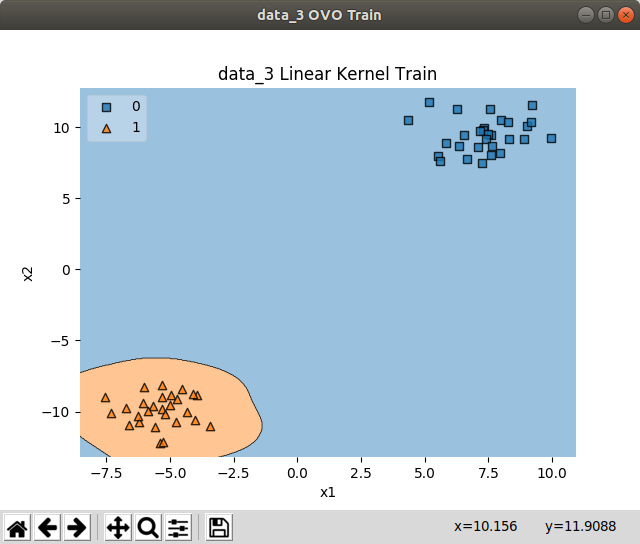 data_3 OVO Train
data_3 Linear Kernel Train
0
1
10
5
0
−5
−10
x2
−7.5 −5.0 −2.5 0.0 2.5 5.0 7.5 10.0
x1
x=10.156 y=11.9088